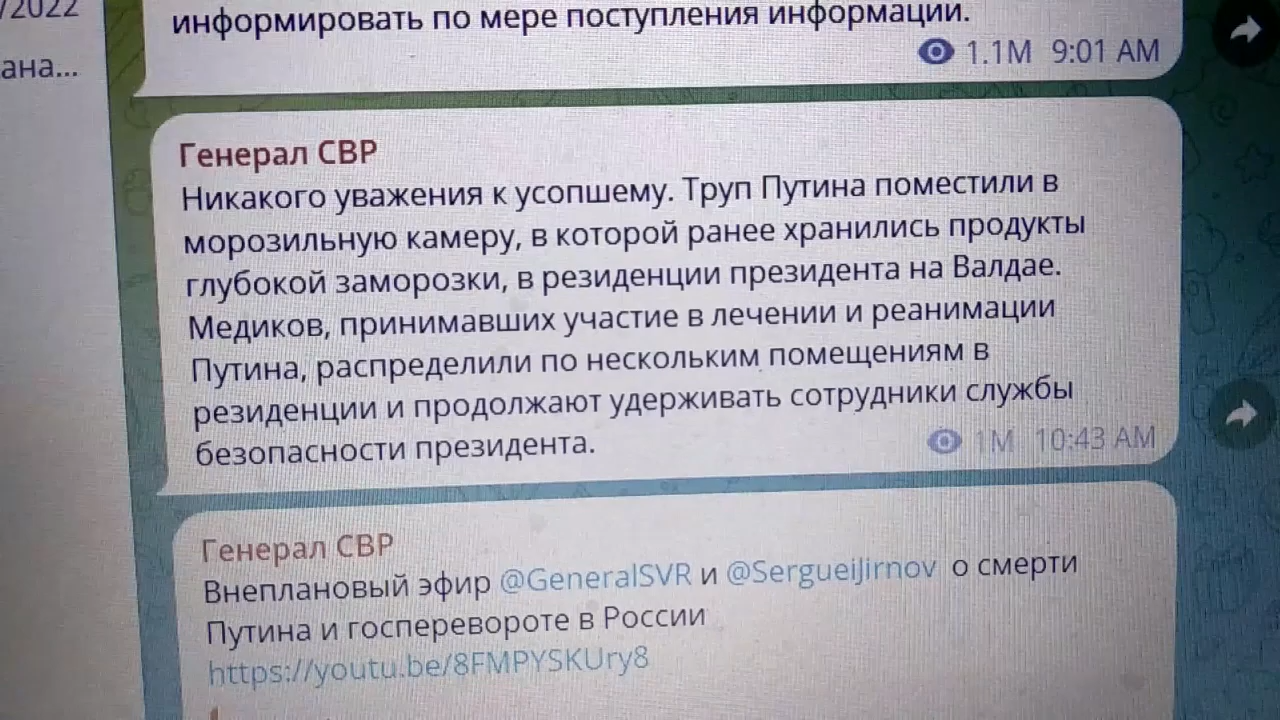 /2022
ана...
информировать по мере поступления информации.
1.1M 9:01 AM
Генерал СВР
Никакого уважения к усопшему. Труп Путина поместили в
морозильную камеру, в которой ранее хранились продукты
глубокой заморозки, в резиденции президента на Валдае.
Медиков, принимавших участие в лечении и реанимации
Путина, распределили по нескольким помещениям в
резиденции и продолжают удерживать сотрудники службы
безопасности президента.
1M 10:43 AM
Генерал СВР
Внеплановый эфир @GeneralSVR и @SergueiJirnov о смерти
Путина и госперевороте в России
https://youtu.be/8FMPYSKUry8